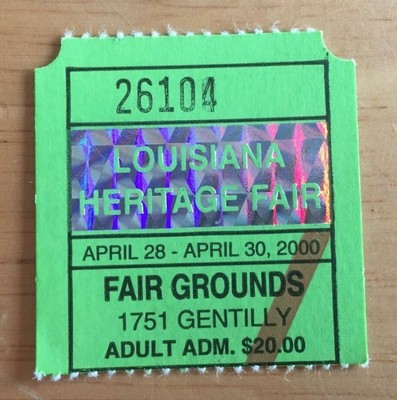 26104
LOUISIANA
HERITAGE FAIR
APRIL 28 - APRIL 30, 2000
FAIR GROUNDS
1751 GENTILLY
ADULT ADM. $20.00